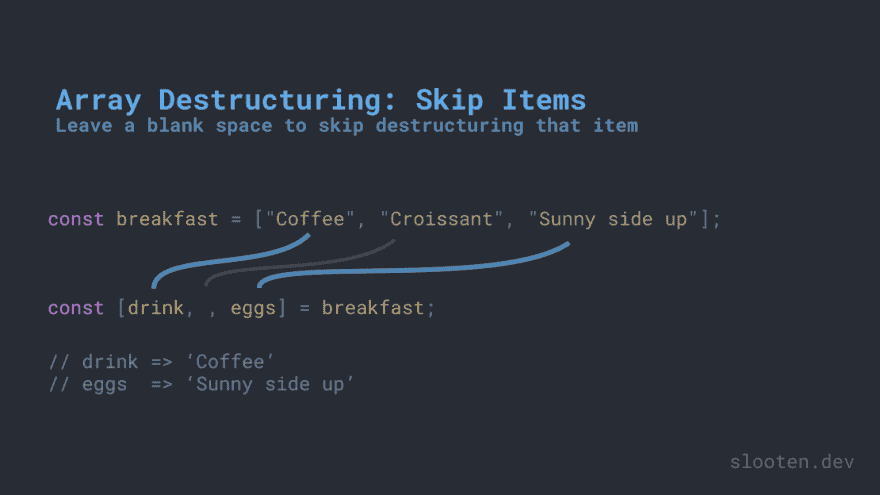 Array Destructuring: Skip Items
Leave a blank space to skip destructuring that item
const breakfast = ["Coffee", "Croissant", "Sunny side up"];
const [drink, , eggs] = breakfast;
// drink => ‘Coffee’
// eggs  => ‘Sunny side up’
slooten.dev